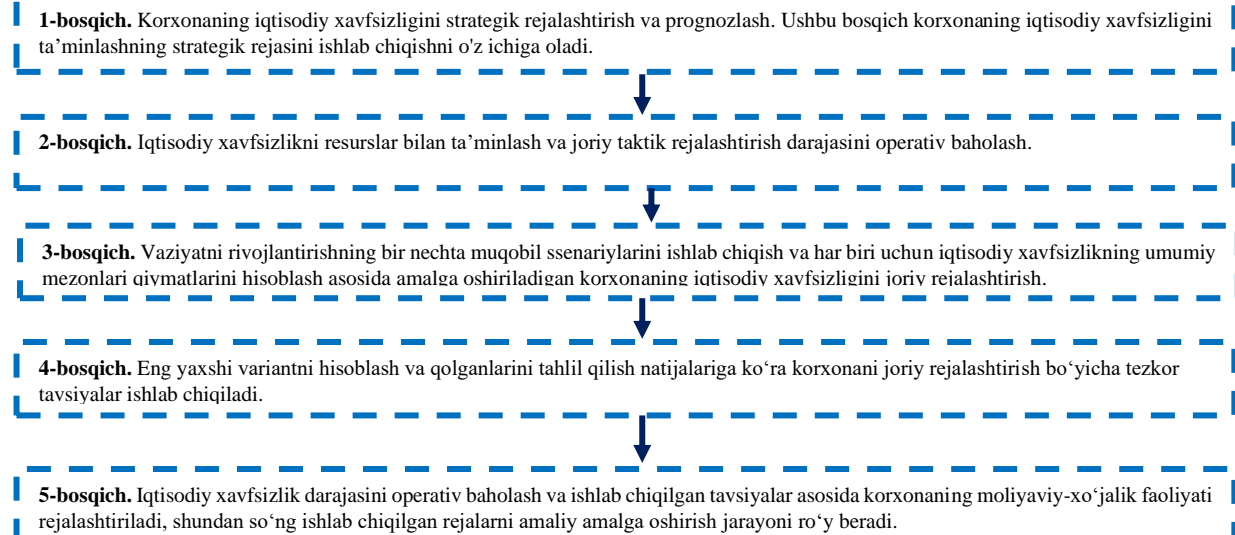 1-bosqich. Korxonaning iqtisodiy xavfsizligini strategik rejalashtirish va prognozlash. Ushbu bosqich korxonaning iqtisodiy xavfsizligini
ta’minlashning strategik rejasini ishlab chiqishni o'z ichiga oladi.
2-bosqich. Iqtisodiy xavfsizlikni resurslar bilan ta’minlash va joriy taktik rejalashtirish darajasini operativ baholash.
3-bosqich. Vaziyatni rivojlantirishning bir nechta muqobil ssenariylarini ishlab chiqish va har biri uchun iqtisodiy xavfsizlikning umumiy
mezonlari qiymatlarini hisoblash asosida amalga oshiriladigan korxonaning iqtisodiy xavfsizligini joriy rejalashtirish.
4-bosqich. Eng yaxshi variantni hisoblash va qolganlarini tahlil qilish natijalariga ko‘ra korxonani joriy rejalashtirish bo‘yicha tezkor
tavsiyalar ishlab chiqiladi.
5-bosqich. Iqtisodiy xavfsizlik darajasini operativ baholash va ishlab chiqilgan tavsiyalar asosida korxonaning moliyaviy-xo‘jalik faoliyati
rejalashtiriladi, shundan so‘ng ishlab chiqilgan rejalarni amaliy amalga oshirish jarayoni ro‘y beradi.